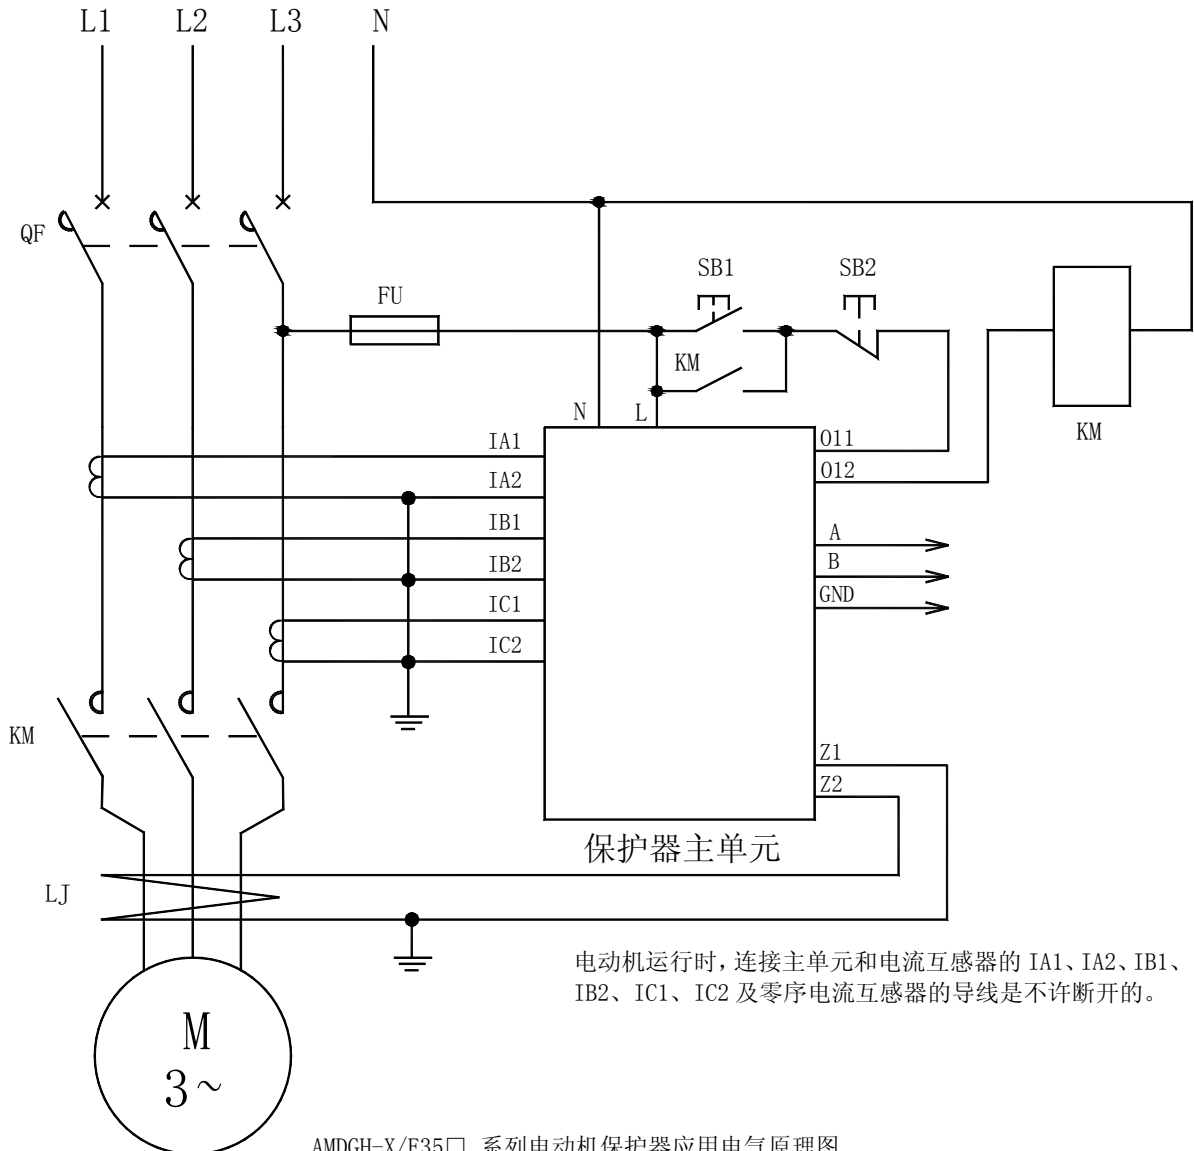 L1 L2 L3 N
QF
FU
SB1 SB2
KM
KM
N L
IA1
IA2
IB1
IB2
IC1
IC2
O11
O12
A
B
GND
KM
Z1
Z2
保护器主单元
LJ
电动机运行时,连接主单元和电流互感器的 IA1、IA2、IB1、
IB2、IC1、IC2 及零序电流互感器的导线是不许断开的。
M
3~
AMDGH-X/E35□ 系列电动机保护器应用电气原理图